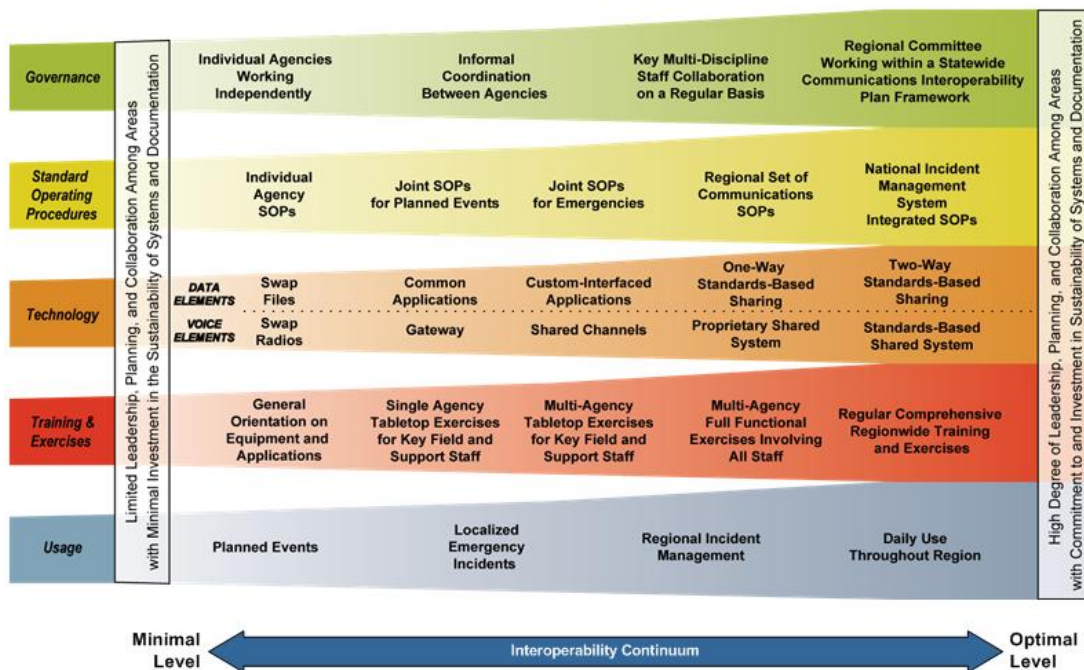 Governance
Limited Leadership, Planning, and Collaboration Among Areas
with Minimal Investment in the Sustainability of Systems and Documentation
Individual Agencies
Working
Independently
Informal
Coordination
Between Agencies
Key Multi-Discipline
Staff Collaboration
on a Regular Basis
Regional Committee
Working within a Statewide
Communications Interoperability
Plan Framework
High Degree of Leadership, Planning, and Collaboration Among Areas
with Commitment to and Investment in Sustainability of Systems and Documentation
Standard
Operating
Procedures
Individual
Agency
SOPs
Joint SOPs
for Planned Events
Joint SOPs
for Emergencies
Regional Set of
Communications
SOPs
National Incident
Management
System
Integrated SOPs
Technology
DATA
ELEMENTS
Swap
Files
Common
Applications
Custom-Interfaced
Applications
One-Way
Standards-Based
Sharing
Two-Way
Standards-Based
Sharing
VOICE
ELEMENTS
Swap
Radios
Gateway
Shared Channels
Proprietary Shared
System
Standards-Based
Shared System
Training &
Exercises
General
Orientation on
Equipment and
Applications
Single Agency
Tabletop Exercises
for Key Field and
Support Staff
Multi-Agency
Tabletop Exercises
for Key Field and
Support Staff
Multi-Agency
Full Functional
Exercises Involving
All Staff
Regular Comprehensive
Regionwide Training
and Exercises
Usage
Planned Events
Localized
Emergency
Incidents
Regional Incident
Management
Daily Use
Throughout Region
Minimal
Level
Interoperability Continuum
Optimal
Level